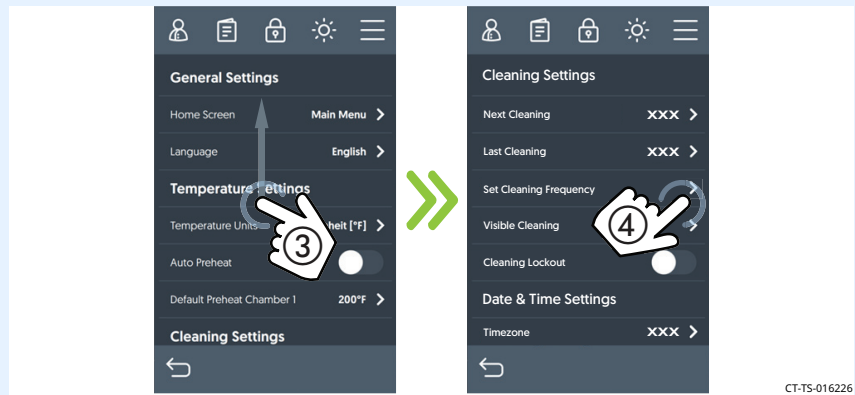 General Settings
Home Screen Main Menu
Language English
Temperature Settings
Temperature Units heit [°F]
Auto Preheat
Default Preheat Chamber 1 200°F
Cleaning Settings
3
Cleaning Settings
Next Cleaning XXX
Last Cleaning XXX
Set Cleaning Frequency
Visible Cleaning
Cleaning Lockout
Date & Time Settings
Timezone XXX
4
CT-TS-016226